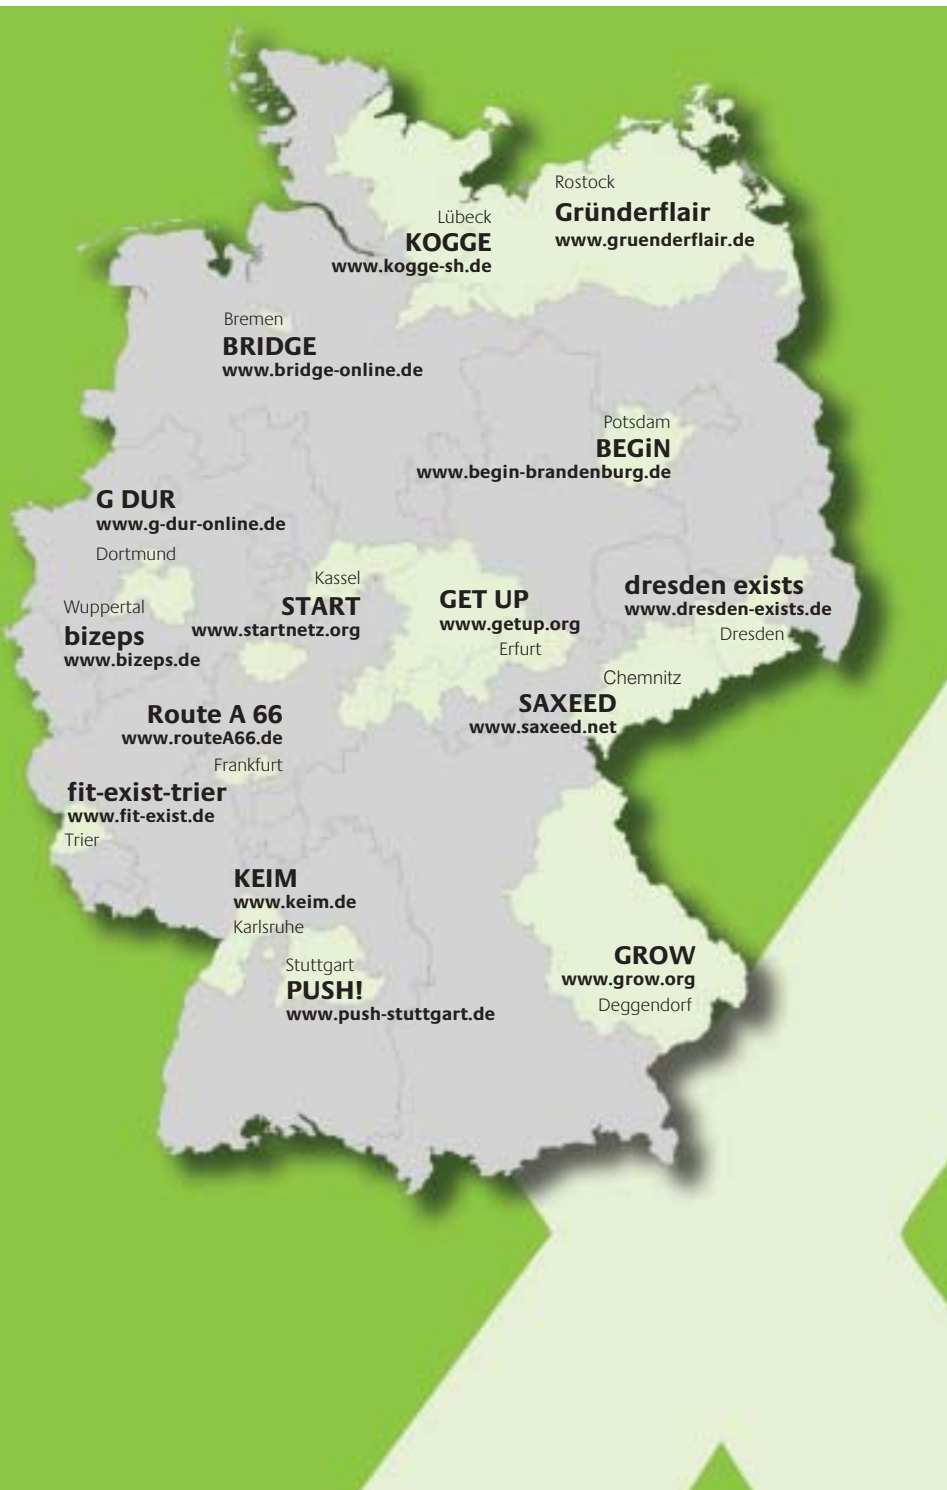 Rostock
Gründerflair
www.gruenderflair.de
Lübeck
KOGGE
www.kogge-sh.de
Bremen
BRIDGE
www.bridge-online.de
Potsdam
BEGiN
www.begin-brandenburg.de
G DUR
www.g-dur-online.de
Dortmund
Wuppertal
bizeps
www.bizeps.de
Kassel
START
www.startnetz.org
GET UP
www.getup.org
Erfurt
dresden exists
www.dresden-exists.de
Dresden
Chemnitz
SAXEED
www.saxeed.net
Route A 66
www.routeA66.de
Frankfurt
fit-exist-trier
www.fit-exist.de
Trier
KEIM
www.keim.de
Karlsruhe
Stuttgart
PUSH!
www.push-stuttgart.de
GROW
www.grow.org
Deggendorf